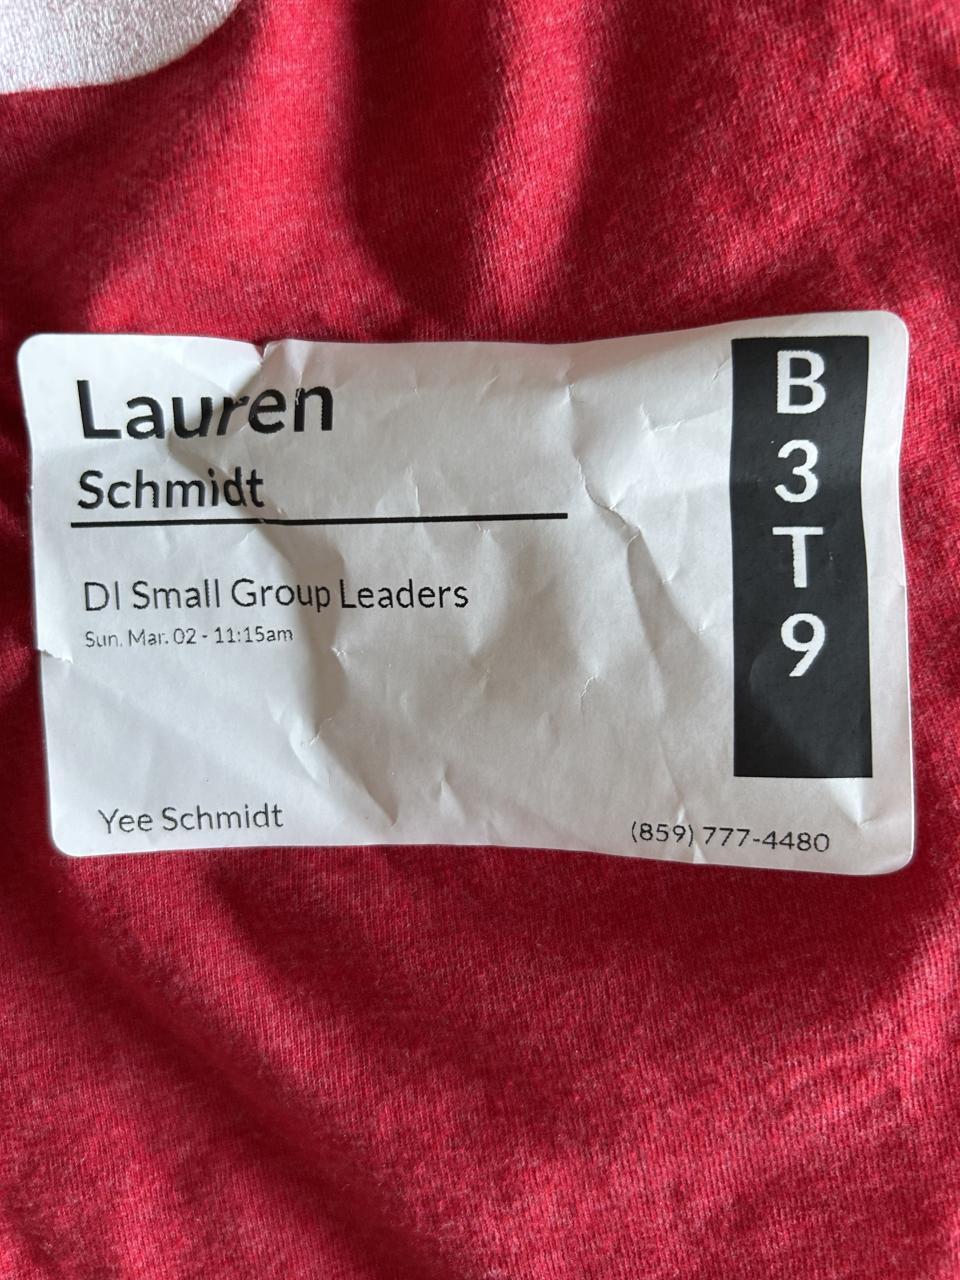 Lauren
Schmidt
DI Small Group Leaders
Sun. Mar. 02 - 11:15am
Yee Schmidt
(859) 777-4480
B
3
T
9